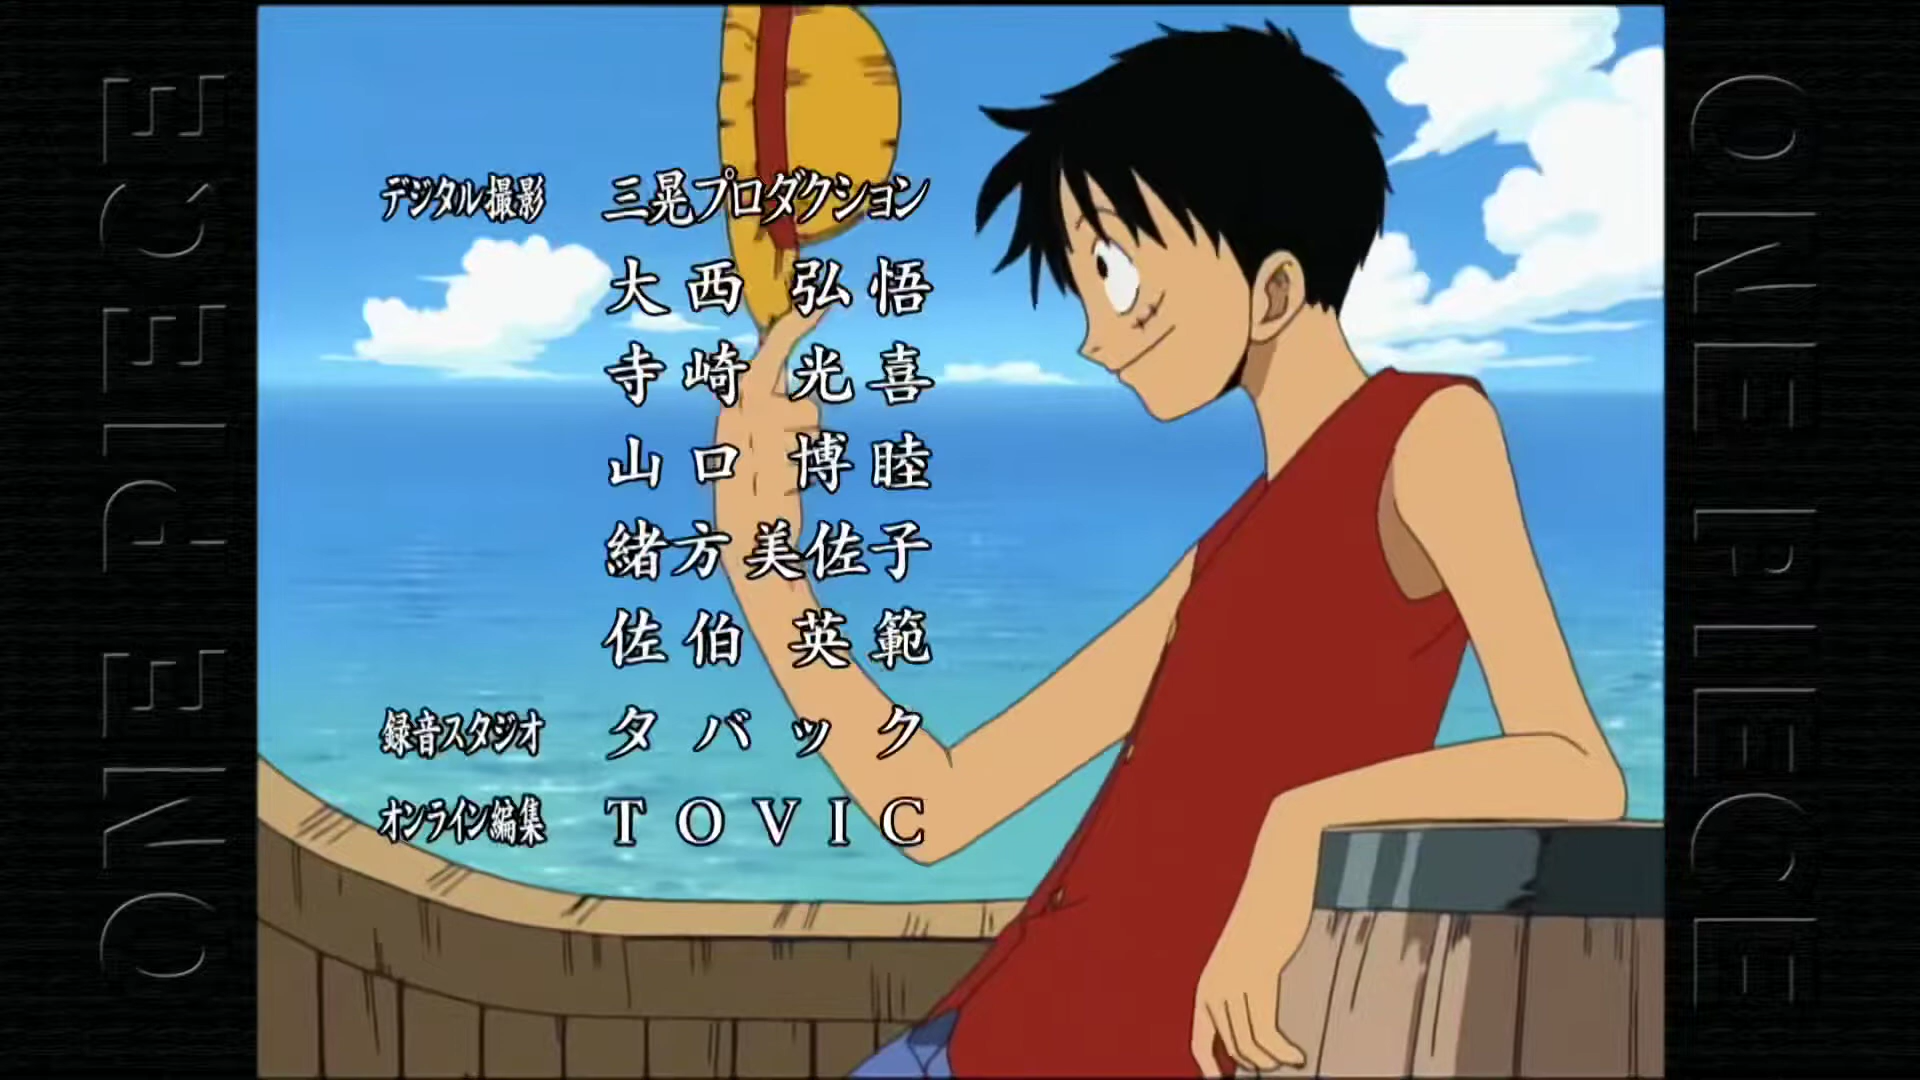 ONE PIECE
デジタル撮影 三晃プロダクション
大西 弘悟
寺崎 光喜
山口 博睦
緒方 美佐子
佐伯 英範
録音スタジオ タバック
オンライン編集 TOVIC
ONE PIECE